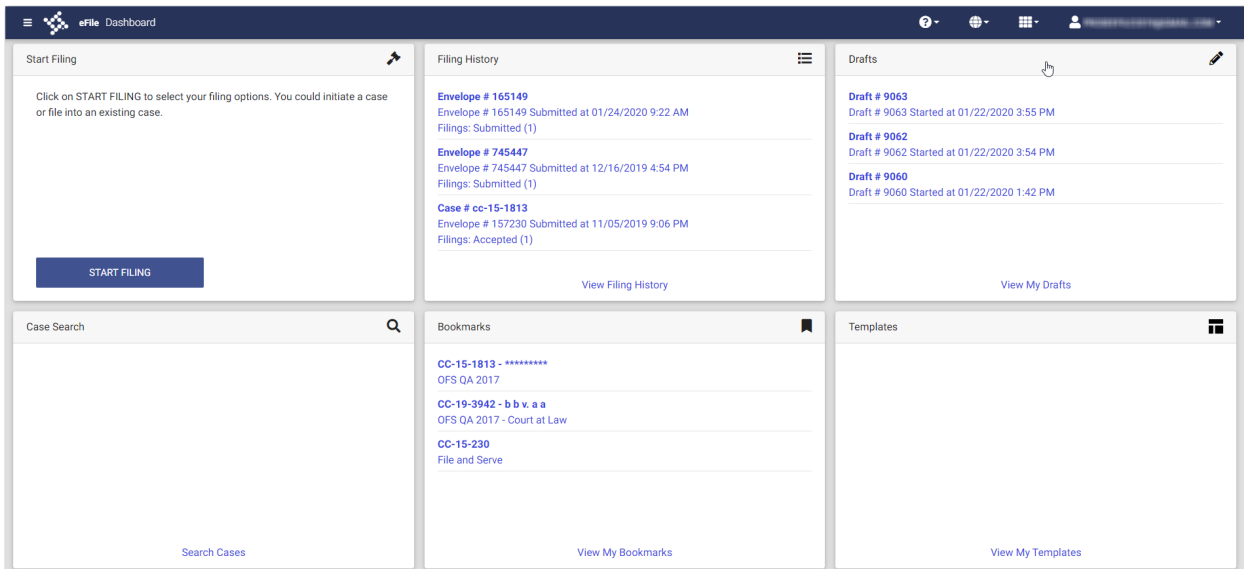 eFile Dashboard
Start Filing
Click on START FILING to select your filing options. You could initiate a case
or file into an existing case.
START FILING
Filing History
Envelope # 165149
Envelope # 165149 Submitted at 01/24/2020 9:22 AM
Filings: Submitted (1)
Envelope # 745447
Envelope # 745447 Submitted at 12/16/2019 4:54 PM
Filings: Submitted (1)
Case # cc-15-1813
Envelope # 157230 Submitted at 11/05/2019 9:06 PM
Filings: Accepted (1)
View Filing History
Drafts
Draft # 9063
Draft # 9063 Started at 01/22/2020 3:55 PM
Draft # 9062
Draft # 9062 Started at 01/22/2020 3:54 PM
Draft # 9060
Draft # 9060 Started at 01/22/2020 1:42 PM
View My Drafts
Case Search
Search Cases
Bookmarks
CC-15-1813 - *********
OFS QA 2017
CC-19-3942 - b b v. a a
OFS QA 2017 - Court at Law
CC-15-230
File and Serve
View My Bookmarks
Templates
View My Templates